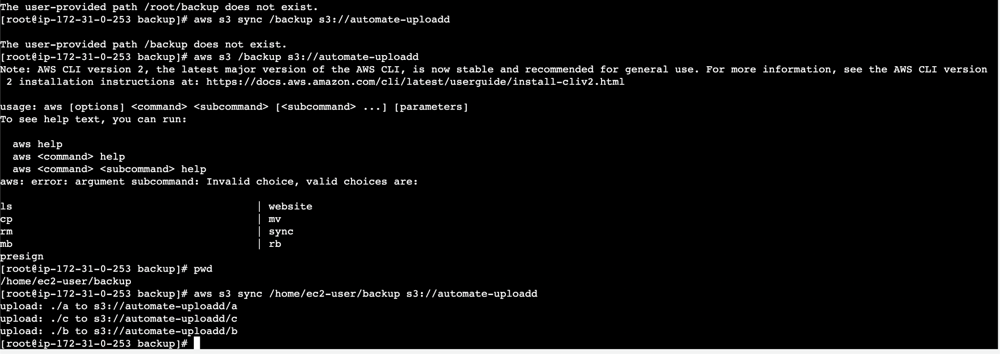 The user-provided path /root/backup does not exist.
[root@ip-172-31-0-253 backup]# aws s3 sync /backup s3://automate-uploadd
The user-provided path /backup does not exist.
[root@ip-172-31-0-253 backup]# aws s3 /backup s3://automate-uploadd
Note: AWS CLI version 2, the latest major version of the AWS CLI, is now stable and recommended for general use. For more information, see the AWS CLI version
 2 installation instructions at: https://docs.aws.amazon.com/cli/latest/userguide/install-cliv2.html
usage: aws [options] <command> <subcommand> [<subcommand> ...] [parameters]
To see help text, you can run:
  aws help
  aws <command> help
  aws <command> <subcommand> help
aws: error: argument subcommand: Invalid choice, valid choices are:
ls                                       | website
cp                                       | mv
rm                                       | sync
mb                                       | rb
presign
[root@ip-172-31-0-253 backup]# pwd
/home/ec2-user/backup
[root@ip-172-31-0-253 backup]# aws s3 sync /home/ec2-user/backup s3://automate-uploadd
upload: ./a to s3://automate-uploadd/a
upload: ./c to s3://automate-uploadd/c
upload: ./b to s3://automate-uploadd/b
[root@ip-172-31-0-253 backup]#